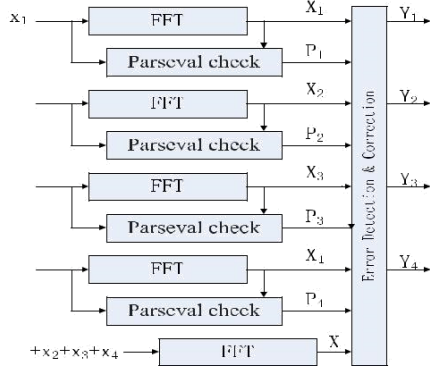 x1 FFT X1 Y1
Parseval check P1
FFT X2 Y2
Parseval check P2
FFT X3 Y3
Parseval check P3
FFT X1 Y4
Parseval check P4
+x2+x3+x4 FFT X
Error Detection & Correction